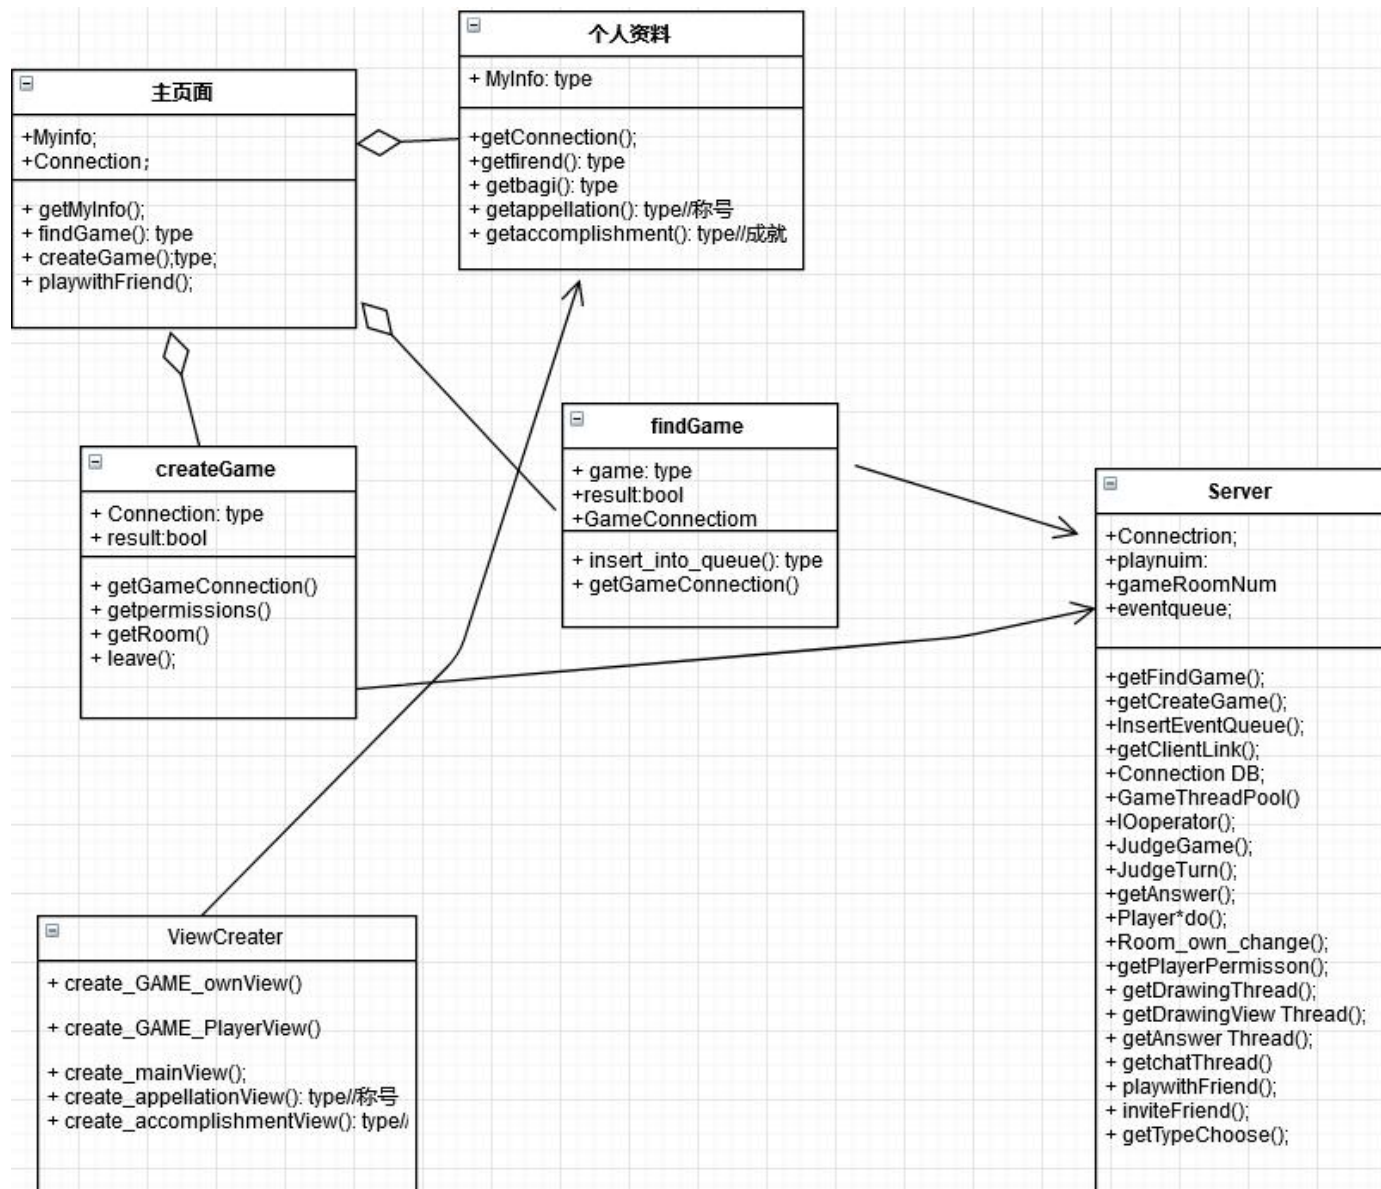 个人资料
+ MyInfo: type
+getConnection();
+getfirend(): type
+ getbagi(): type
+ getappellation(): type//称号
+ getaccomplishment(): type//成就
主页面
+Myinfo;
+Connection；
+ getMyInfo();
+ findGame(): type
+ createGame();type;
+ playwithFriend();
findGame
+ game: type
+result:bool
+GameConnectiom
+ insert_into_queue(): type
+ getGameConnection()
createGame
+ Connection: type
+ result:bool
+ getGameConnection()
+ getpermissions()
+ getRoom()
+ leave();
Server
+Connectrion;
+playnuim:
+gameRoomNum
+eventqueue;
+getFindGame();
+getCreateGame();
+InsertEventQueue();
+getClientLink();
+Connection DB;
+GameThreadPool()
+IOoperator();
+JudgeGame();
+JudgeTurn();
+getAnswer();
+Player*do();
+Room_own_change();
+getPlayerPermisson();
+ getDrawingThread();
+ getDrawingView Thread();
+ getAnswer Thread();
+ getchatThread()
+ playwithFriend();
+ inviteFriend();
+ getTypeChoose();
ViewCreater
+ create_GAME_ownView()
+ create_GAME_PlayerView()
+ create_mainView();
+ create_appellationView(): type//称号
+ create_accomplishmentView(): type//